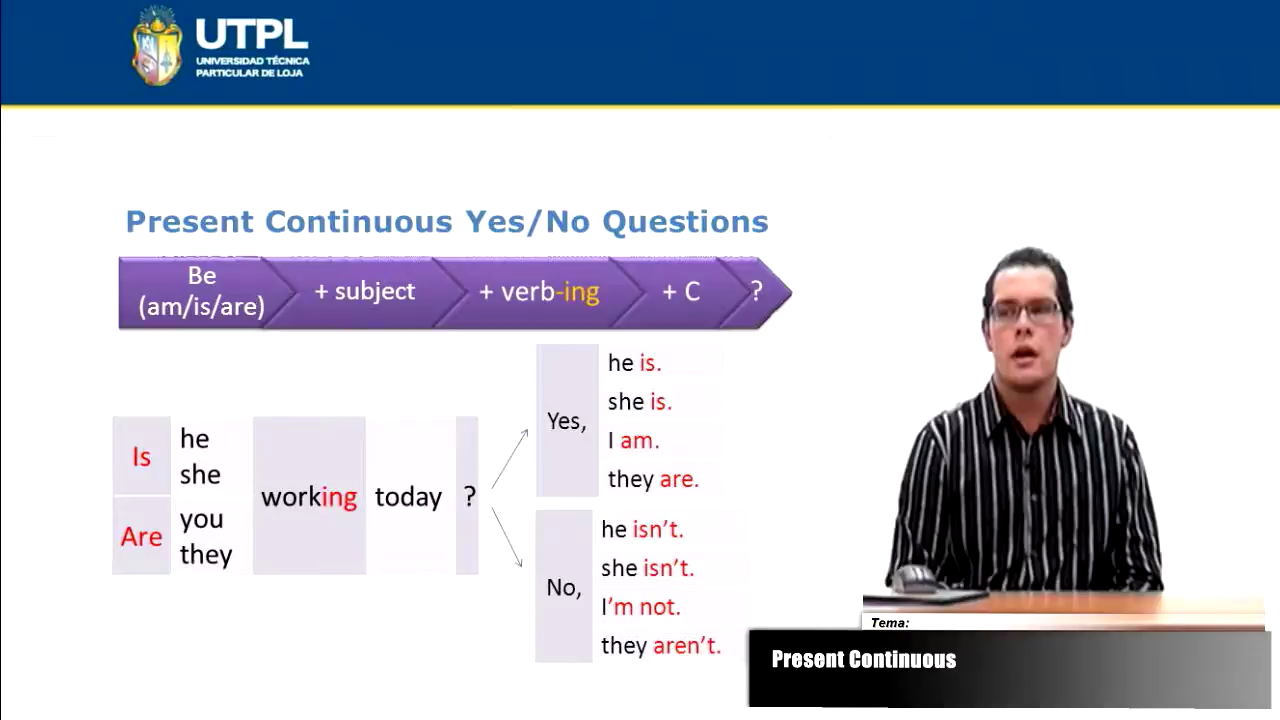 UTPL
UNIVERSIDAD TÉCNICA
PARTICULAR DE LOJA
Present Continuous Yes/No Questions
Be
(am/is/are)
+ subject
+ verb-ing
+ C
?
Is
he
she
Are
you
they
working
today
?
Yes,
he is.
she is.
I am.
they are.
No,
he isn't.
she isn't.
I'm not.
they aren't.
Tema:
Present Continuous